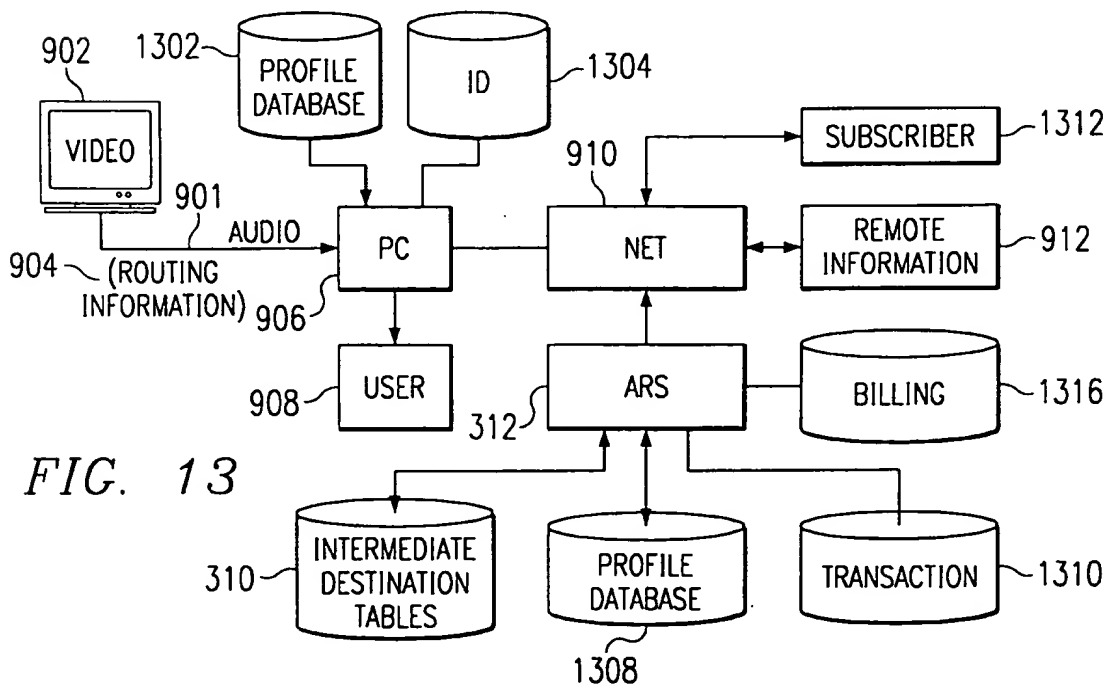 1302
902
PROFILE
DATABASE
ID
1304
VIDEO
901
AUDIO
904
(ROUTING
INFORMATION)
PC
906
910
NET
SUBSCRIBER
1312
REMOTE
INFORMATION
912
USER
908
ARS
312
BILLING
1316
FIG. 13
INTERMEDIATE
DESTINATION
TABLES
310
PROFILE
DATABASE
1308
TRANSACTION
1310